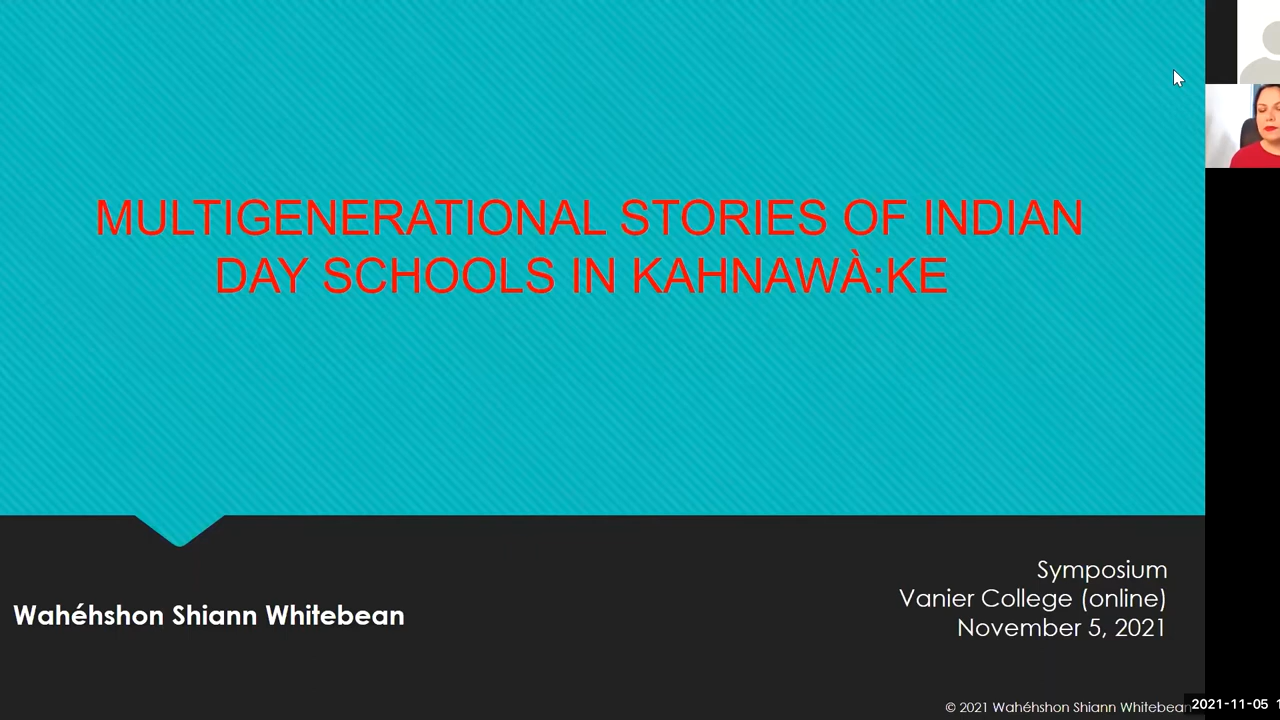 MULTIGENERATIONAL STORIES OF INDIAN
DAY SCHOOLS IN KAHNAWÀ:KE
Wahéhshon Shiann Whitebean
Symposium
Vanier College (online)
November 5, 2021
© 2021 Wahéhshon Shiann Whitebean
2021-11-05